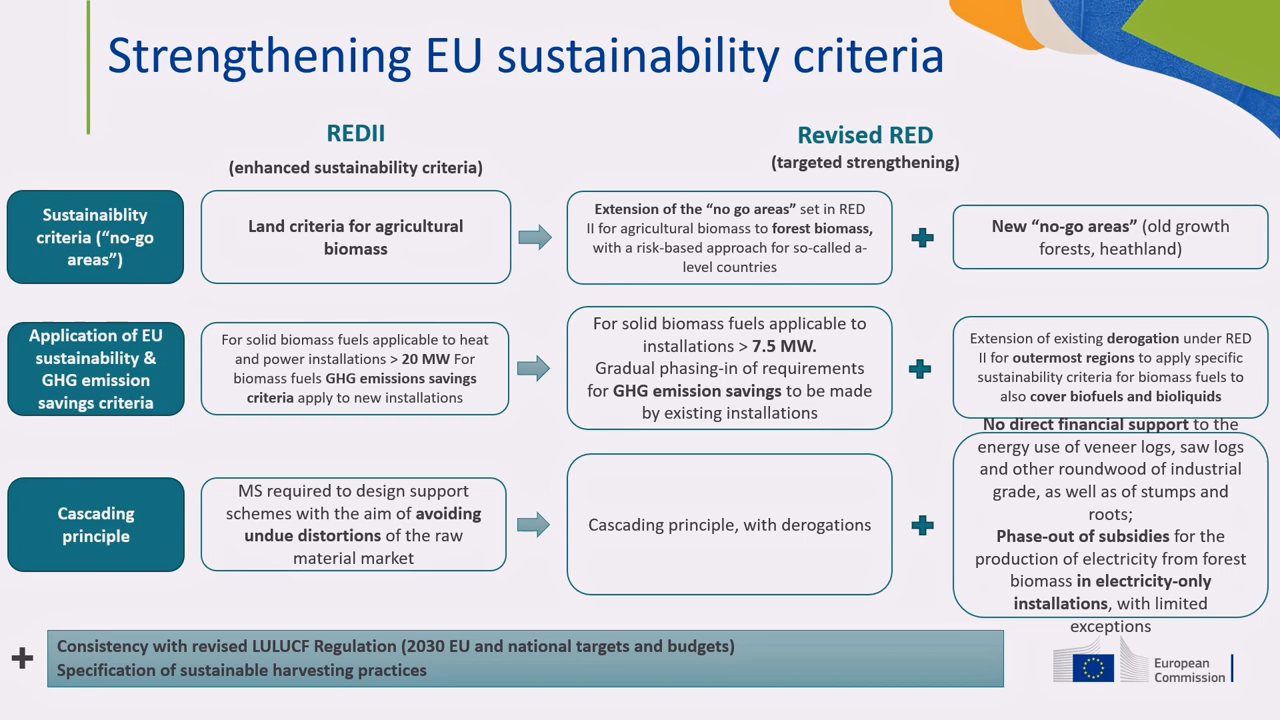 Strengthening EU sustainability criteria
REDII
(enhanced sustainability criteria)
Revised RED
(targeted strengthening)
Sustainaiblity
criteria (“no-go
areas”)
Land criteria for agricultural
biomass
Extension of the “no go areas” set in RED
II for agricultural biomass to forest biomass,
with a risk-based approach for so-called a-
level countries
New “no-go areas” (old growth
forests, heathland)
Application of EU
sustainability &
GHG emission
savings criteria
For solid biomass fuels applicable to heat
and power installations > 20 MW For
biomass fuels GHG emissions savings
criteria apply to new installations
For solid biomass fuels applicable to
installations > 7.5 MW.
Gradual phasing-in of requirements
for GHG emission savings to be made
by existing installations
Extension of existing derogation under RED
II for outermost regions to apply specific
sustainability criteria for biomass fuels to
also cover biofuels and bioliquids
Cascading
principle
MS required to design support
schemes with the aim of avoiding
undue distortions of the raw
material market
Cascading principle, with derogations
No direct financial support to the
energy use of veneer logs, saw logs
and other roundwood of industrial
grade, as well as of stumps and
roots;
Phase-out of subsidies for the
production of electricity from forest
biomass in electricity-only
installations, with limited
exceptions
Consistency with revised LULUCF Regulation (2030 EU and national targets and budgets)
Specification of sustainable harvesting practices
European
Commission